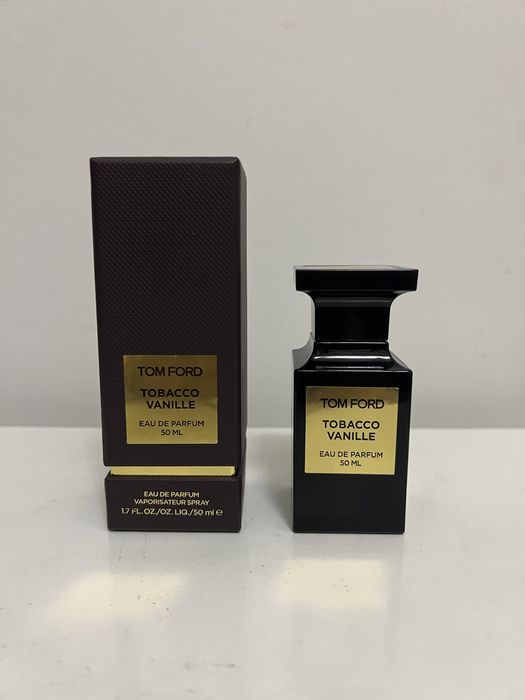 TOM FORD
TOBACCO
VANILLE
EAU DE PARFUM
50 ML
EAU DE PARFUM
VAPORISATEUR SPRAY
1.7 FL.OZ./OZ. LIQ./50 ml ℮
TOM FORD
TOBACCO
VANILLE
EAU DE PARFUM
50 ML